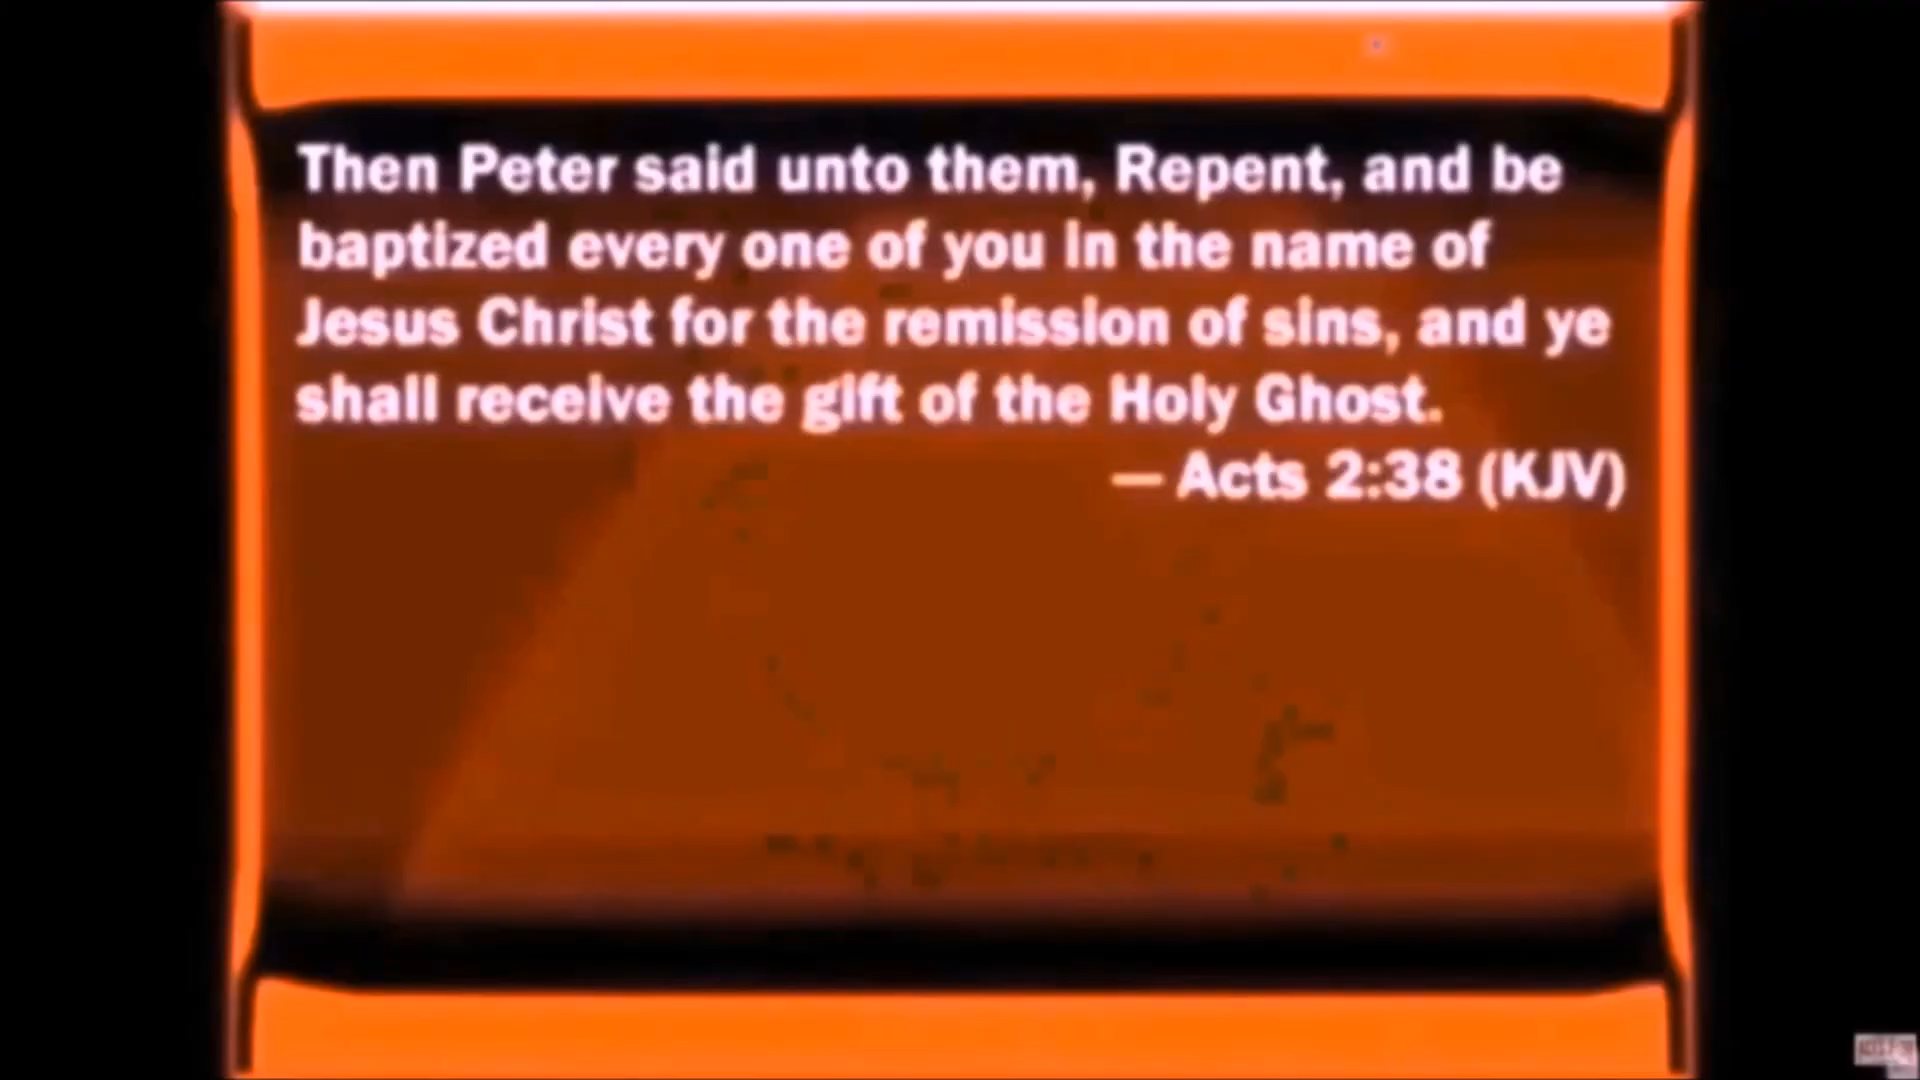 Then Peter said unto them, Repent, and be
baptized every one of you in the name of
Jesus Christ for the remission of sins, and ye
shall receive the gift of the Holy Ghost.
— Acts 2:38 (KJV)